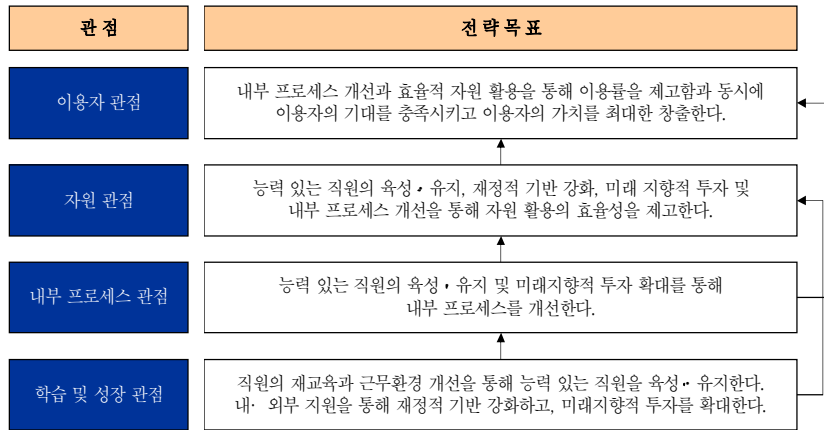 관 점
전 략 목 표
이용자 관점
내부 프로세스 개선과 효율적 자원 활용을 통해 이용률을 제고함과 동시에
이용자의 기대를 충족시키고 이용자의 가치를 최대한 창출한다.
자원 관점
능력 있는 직원의 육성·유지, 재정적 기반 강화, 미래 지향적 투자 및
내부 프로세스 개선을 통해 자원 활용의 효율성을 제고한다.
내부 프로세스 관점
능력 있는 직원의 육성·유지 및 미래지향적 투자 확대를 통해
내부 프로세스를 개선한다.
학습 및 성장 관점
직원의 재교육과 근무환경 개선을 통해 능력 있는 직원을 육성·유지한다.
내· 외부 지원을 통해 재정적 기반 강화하고, 미래지향적 투자를 확대한다.